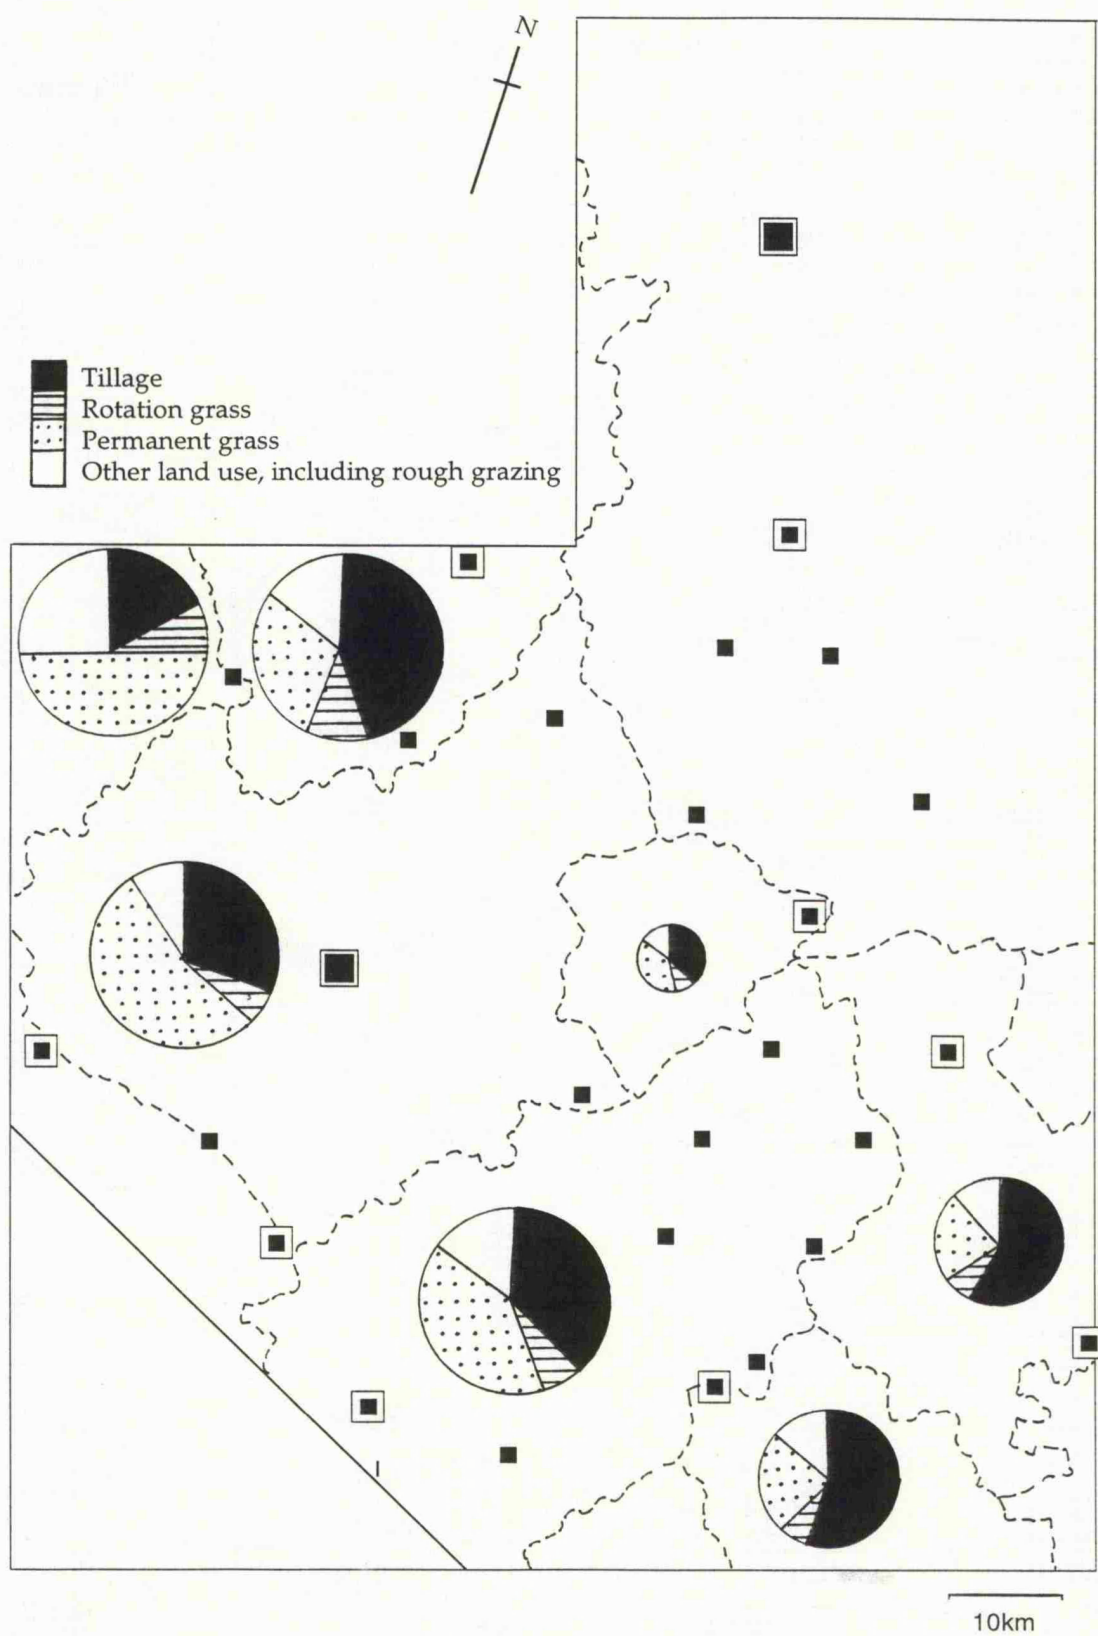 N
Tillage
Rotation grass
Permanent grass
Other land use, including rough grazing
10km